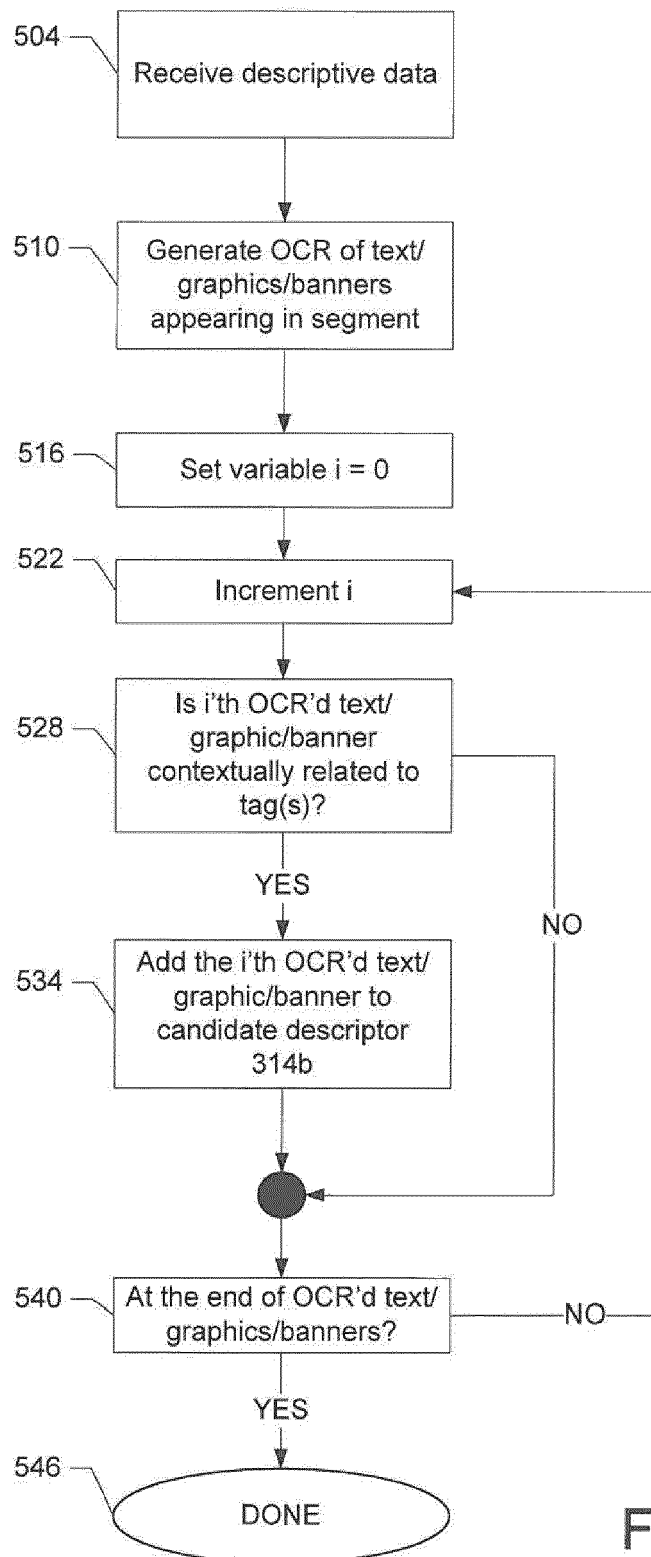 504
Receive descriptive data
510
Generate OCR of text/
graphics/banners
appearing in segment
516
Set variable i = 0
522
Increment i
528
Is i'th OCR'd text/
graphic/banner
contextually related to
tag(s)?
YES
NO
534
Add the i'th OCR'd text/
graphic/banner to
candidate descriptor
314b
540
At the end of OCR'd text/
graphics/banners?
NO
YES
546
DONE
F